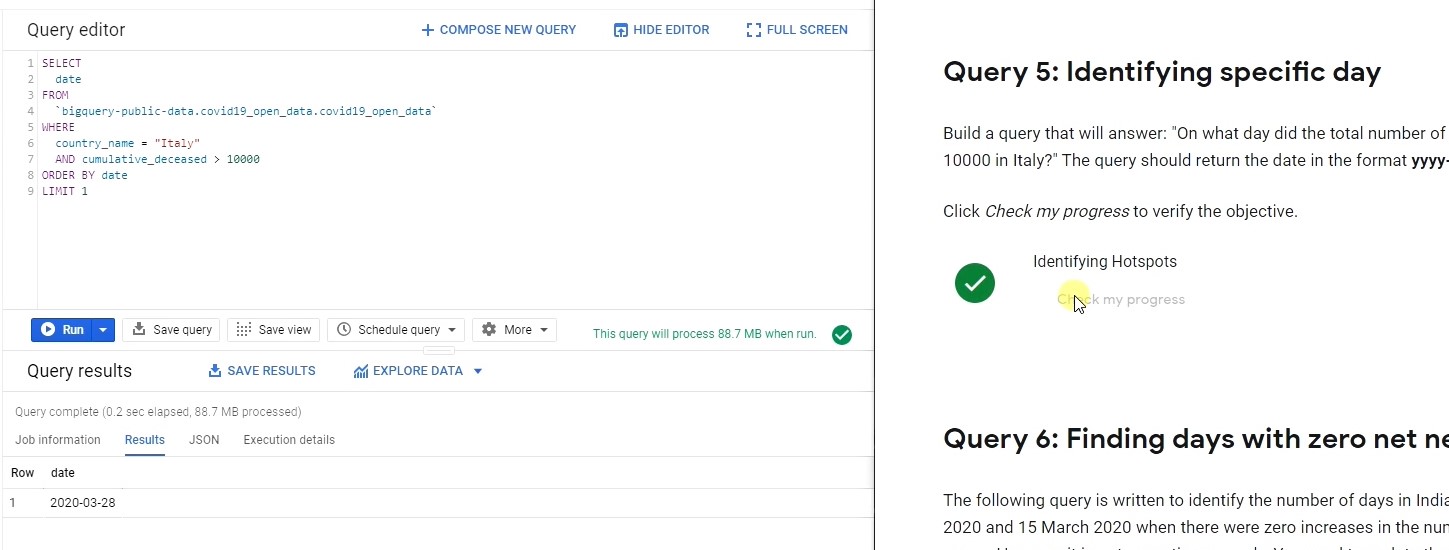 Query editor
COMPOSE NEW QUERY
HIDE EDITOR
FULL SCREEN
1 SELECT
2 date
3 FROM
4 `bigquery-public-data.covid19_open_data.covid19_open_data`
5 WHERE
6 country_name = "Italy"
7 AND cumulative_deceased > 10000
8 ORDER BY date
9 LIMIT 1
Run
Save query
Save view
Schedule query
More
This query will process 88.7 MB when run.
Query results
SAVE RESULTS
EXPLORE DATA
Query complete (0.2 sec elapsed, 88.7 MB processed)
Job information
Results
JSON
Execution details
Row date
1 2020-03-28
Query 5: Identifying specific day
Build a query that will answer: "On what day did the total number of
10000 in Italy?" The query should return the date in the format yyyy-
Click Check my progress to verify the objective.
Identifying Hotspots
Check my progress
Query 6: Finding days with zero net ne
The following query is written to identify the number of days in India
2020 and 15 March 2020 when there were zero increases in the num